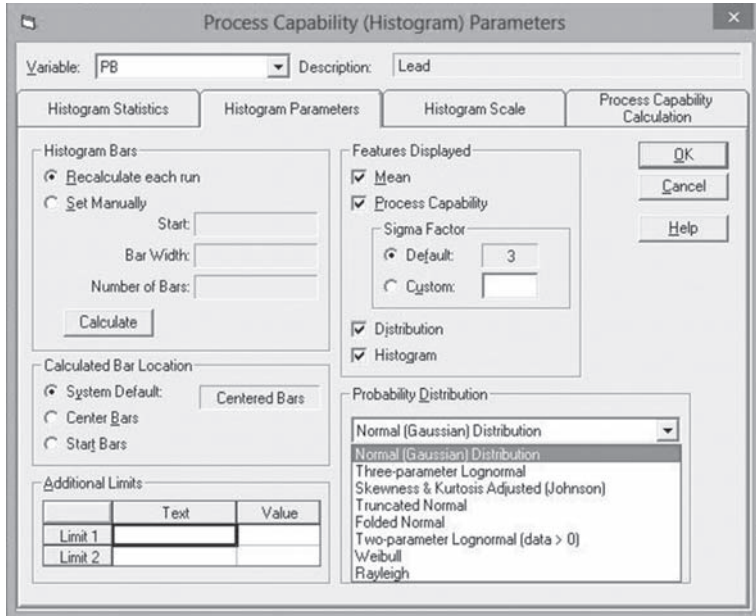 Process Capability (Histogram) Parameters
Variable: PB Description: Lead
Histogram Statistics
Histogram Parameters
Histogram Scale
Process Capability
Calculation
Histogram Bars
Recalculate each run
Set Manually
Start:
Bar Width:
Number of Bars:
Calculate
Calculated Bar Location
System Default: Centered Bars
Center Bars
Start Bars
Additional Limits
Text Value
Limit 1
Limit 2
Features Displayed
Mean
Process Capability
Sigma Factor
Default: 3
Custom:
Distribution
Histogram
Probability Distribution
Normal (Gaussian) Distribution
Normal (Gaussian) Distribution
Three-parameter Lognormal
Skewness & Kurtosis Adjusted (Johnson)
Truncated Normal
Folded Normal
Two-parameter Lognormal (data > 0)
Weibull
Rayleigh
OK
Cancel
Help